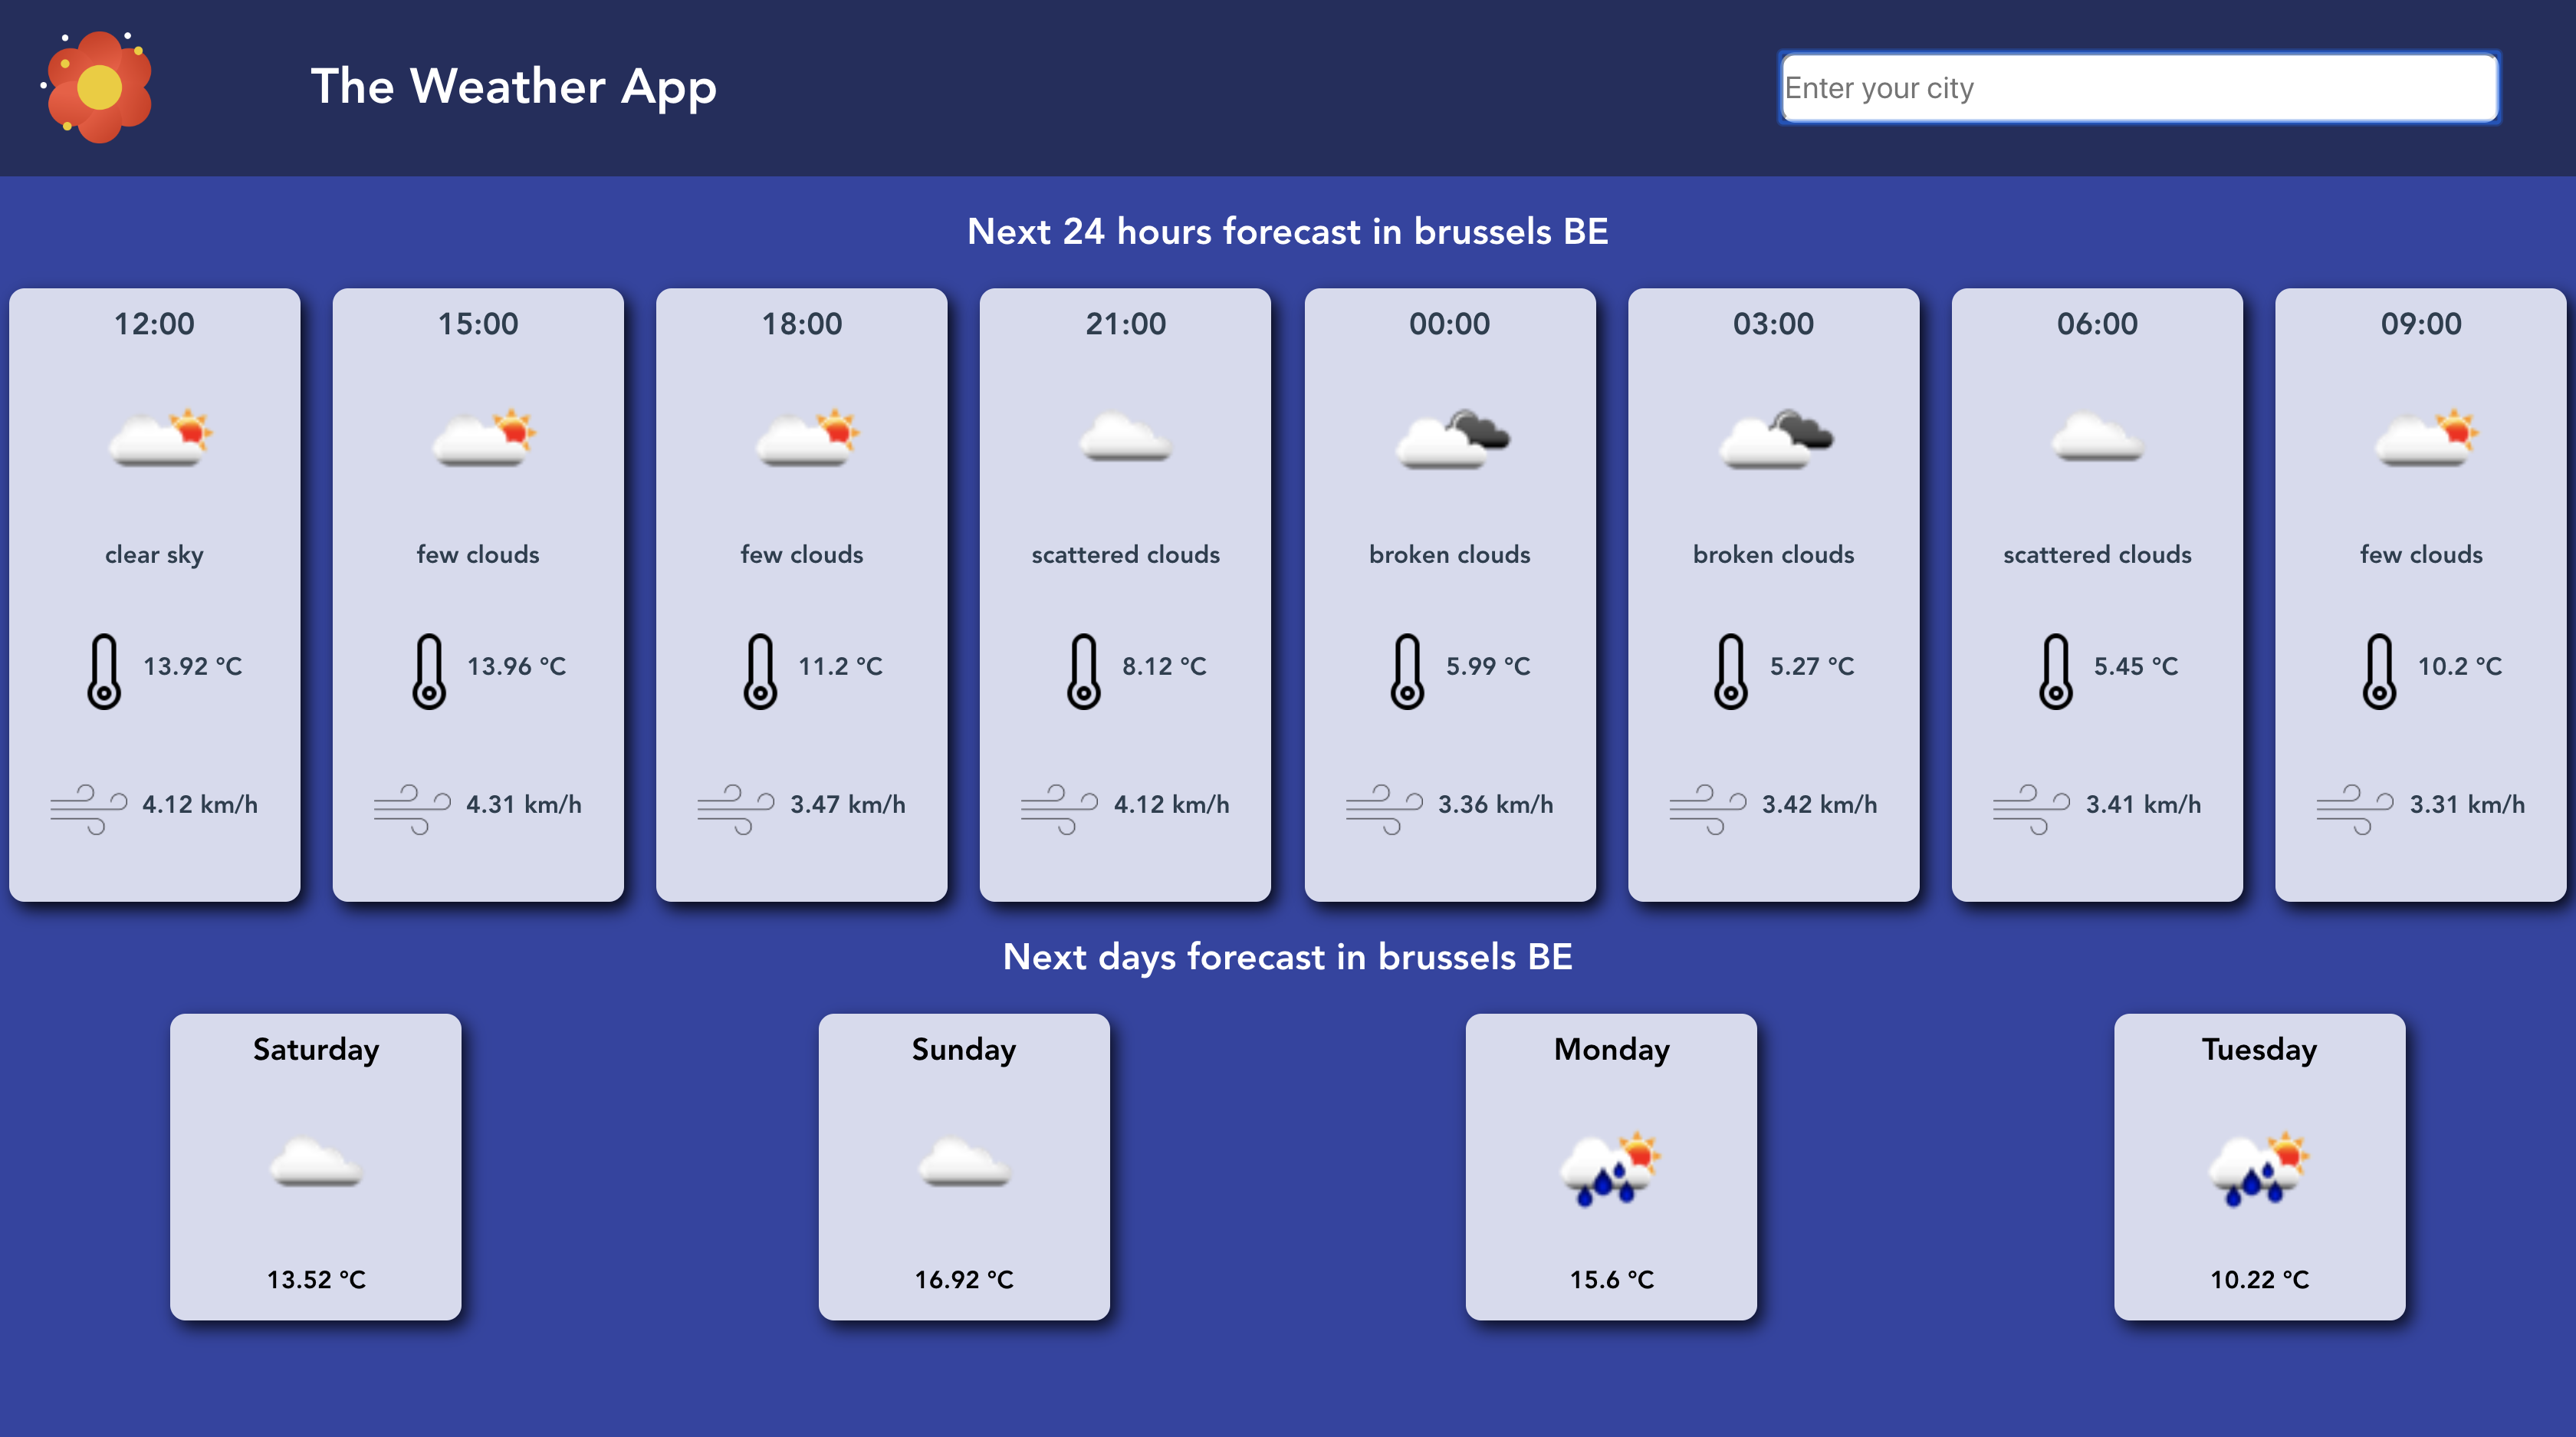 The Weather App
Enter your city
Next 24 hours forecast in brussels BE
12:00
clear sky
13.92 °C
4.12 km/h
15:00
few clouds
13.96 °C
4.31 km/h
18:00
few clouds
11.2 °C
3.47 km/h
21:00
scattered clouds
8.12 °C
4.12 km/h
00:00
broken clouds
5.99 °C
3.36 km/h
03:00
broken clouds
5.27 °C
3.42 km/h
06:00
scattered clouds
5.45 °C
3.41 km/h
09:00
few clouds
10.2 °C
3.31 km/h
Next days forecast in brussels BE
Saturday
13.52 °C
Sunday
16.92 °C
Monday
15.6 °C
Tuesday
10.22 °C